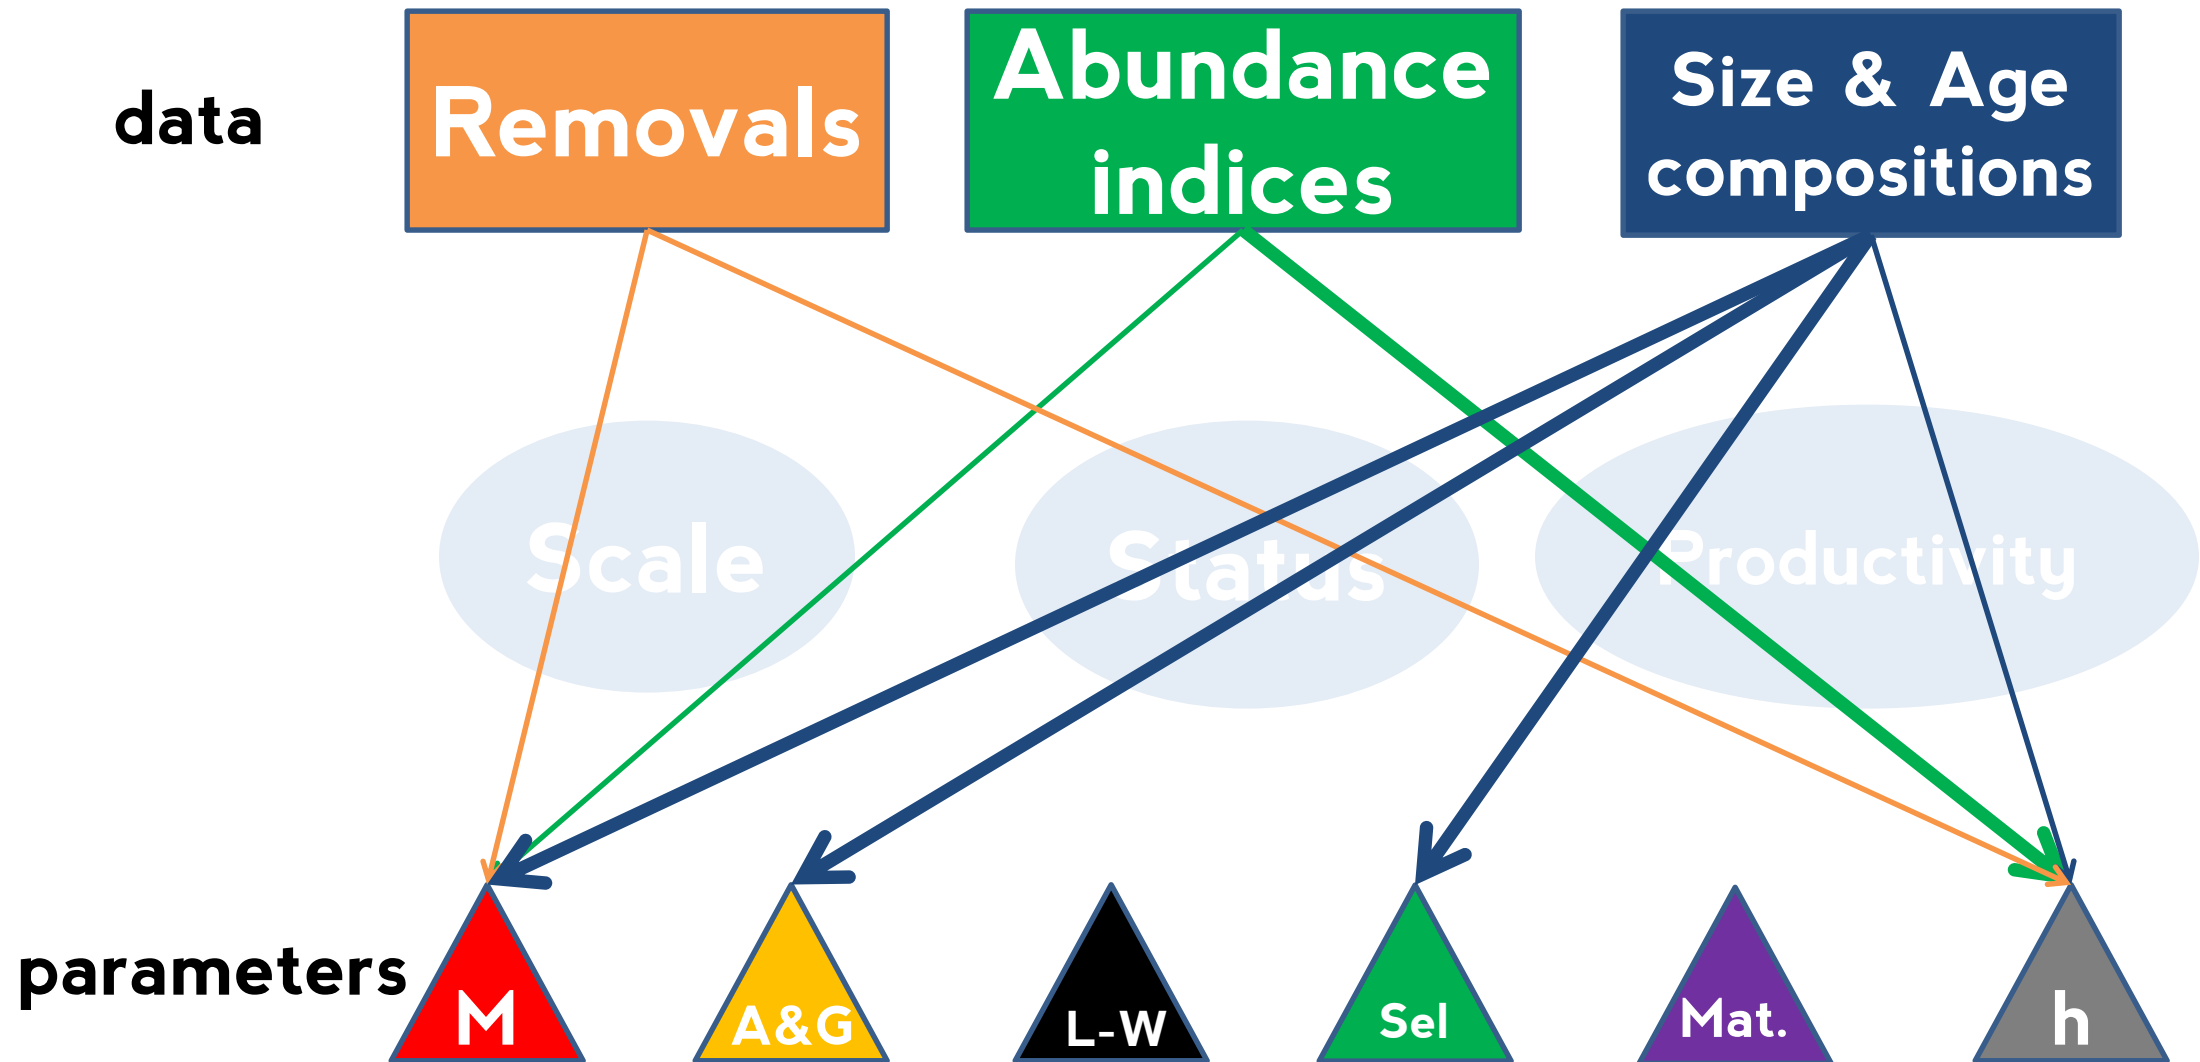 data
Removals
Abundance
indices
Size & Age
compositions
Scale
Status
Productivity
parameters
M
A&G
L-W
Sel
Mat.
h